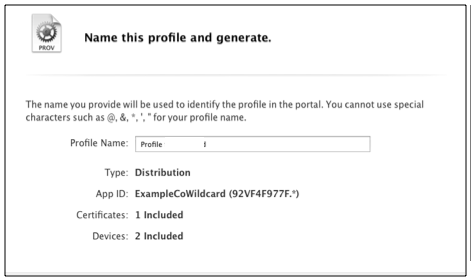 PROV
Name this profile and generate.
The name you provide will be used to identify the profile in the portal. You cannot use special
characters such as @, &, *, ', " for your profile name.
Profile Name: Profile
Type: Distribution
App ID: ExampleCoWildcard (92VF4F977F.*)
Certificates: 1 Included
Devices: 2 Included